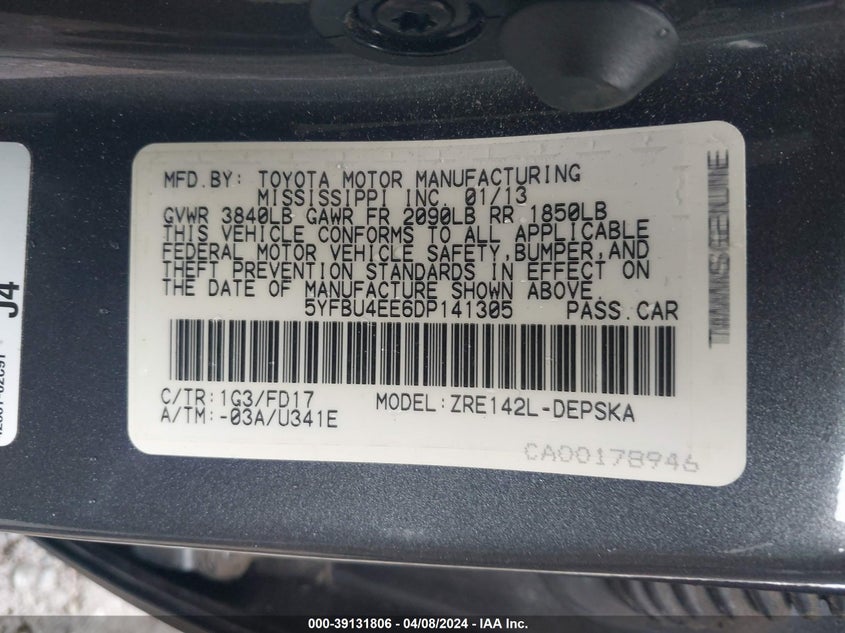 MFD.BY: TOYOTA MOTOR MANUFACTURING
MISSISSIPPI INC. 01/13
GVWR 3840LB GAWR FR 2090LB RR 1850LB
THIS VEHICLE CONFORMS TO ALL APPLICABLE
FEDERAL MOTOR VEHICLE SAFETY,BUMPER,AND
THEFT PREVENTION STANDARDS IN EFFECT ON
THE DATE OF MANUFACTURE SHOWN ABOVE.
5YFBU4EE6DP141305 PASS.CAR
C/TR:1G3/FD17 MODEL:ZRE142L-DEPSKA
A/TM:-03A/U341E
CA00178946
J4
000-39131806 | 04/08/2024 - IAA Inc.